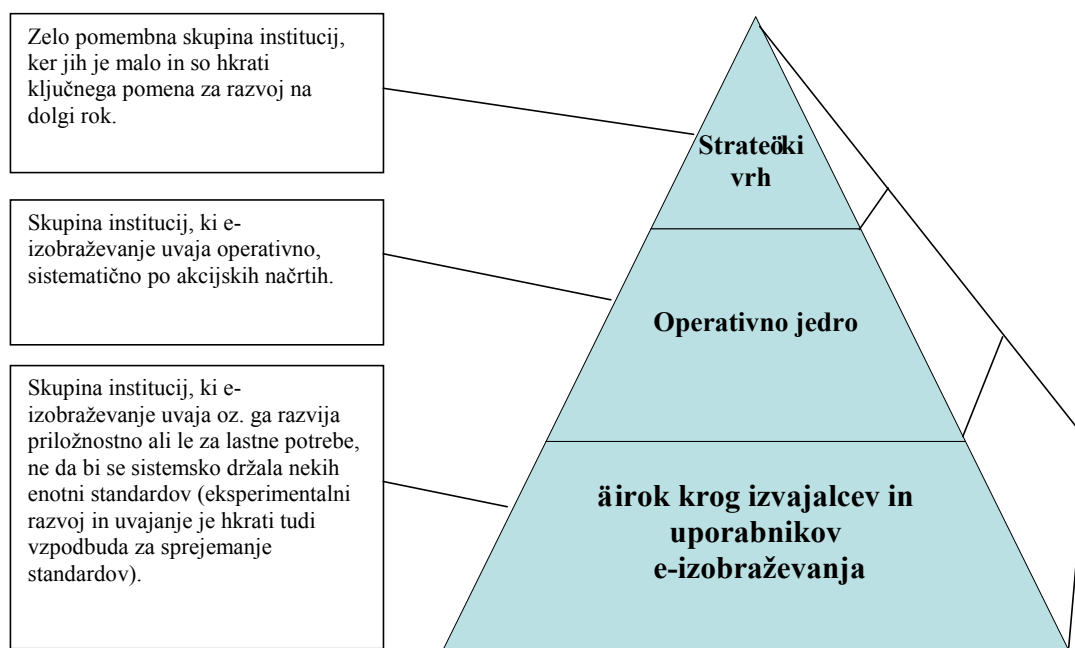 Zelo pomembna skupina institucij,
ker jih je malo in so hkrati
ključnega pomena za razvoj na
dolgi rok.
Strateöki
vrh
Skupina institucij, ki e-
izobraževanje uvaja operativno,
sistematično po akcijskih načrtih.
Operativno jedro
Skupina institucij, ki e-
izobraževanje uvaja oz. ga razvija
priložnostno ali le za lastne potrebe,
ne da bi se sistemsko držala nekih
enotni standardov (eksperimentalni
razvoj in uvajanje je hkrati tudi
vzpodbuda za sprejemanje
standardov).
äirok krog izvajalcev in
uporabnikov
e-izobraževanja